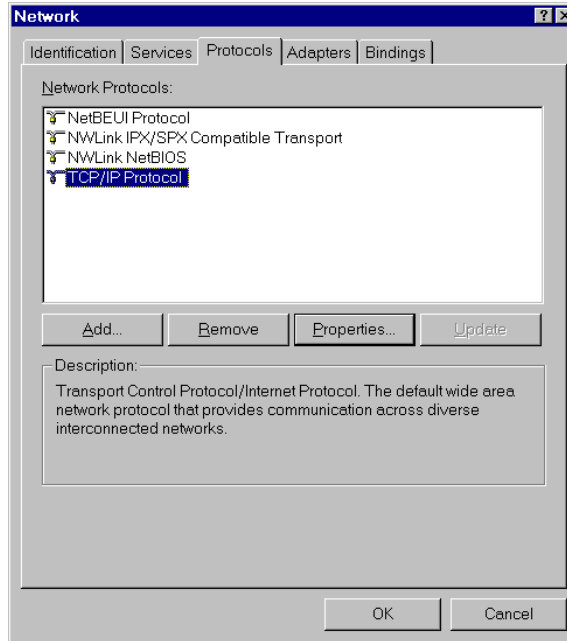 Network
Identification Services Protocols Adapters Bindings
Network Protocols:
NetBEUI Protocol
NWLink IPX/SPX Compatible Transport
NWLink NetBIOS
TCP/IP Protocol
Add... Remove Properties... Update
Description:
Transport Control Protocol/Internet Protocol. The default wide area
network protocol that provides communication across diverse
interconnected networks.
OK Cancel